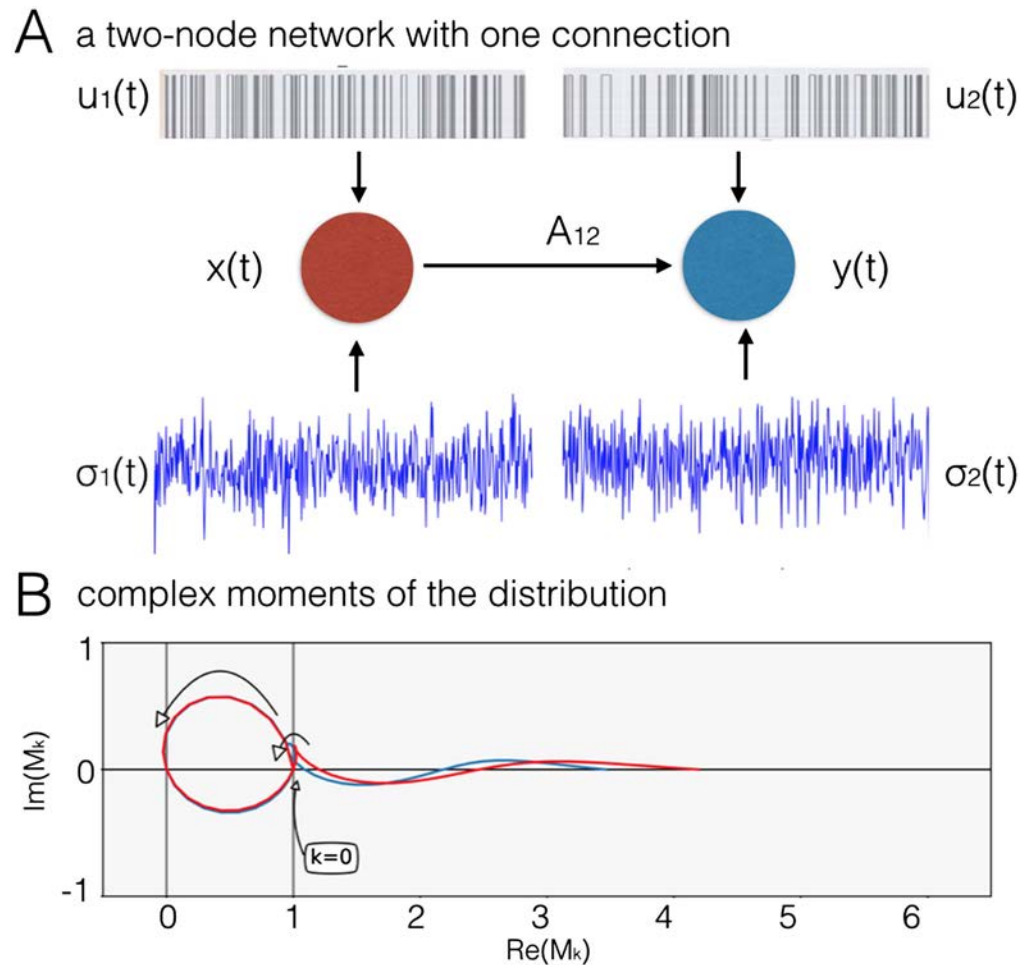 A a two-node network with one connection
u₁(t) u₂(t)
A₁₂
x(t) y(t)
σ₁(t) σ₂(t)
B complex moments of the distribution
1
0
-1
Im(Mₖ)
k=0
0 1 2 3 4 5 6
Re(Mₖ)